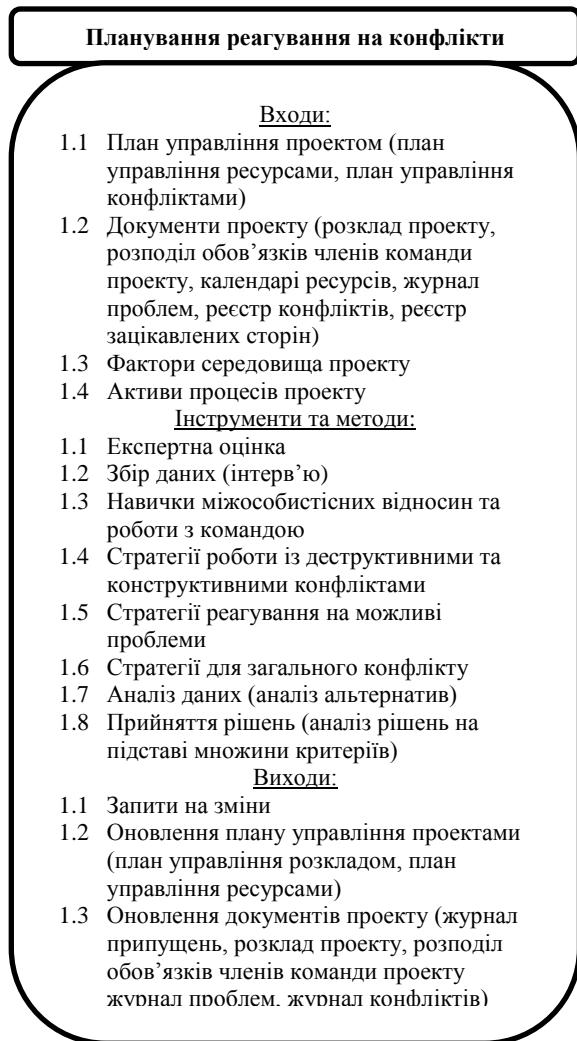 Планування реагування на конфлікти
Входи:
1.1 План управління проектом (план
управління ресурсами, план управління
конфліктами)
1.2 Документи проекту (розклад проекту,
розподіл обов’язків членів команди
проекту, календарі ресурсів, журнал
проблем, реєстр конфліктів, реєстр
зацікавлених сторін)
1.3 Фактори середовища проекту
1.4 Активи процесів проекту
Інструменти та методи:
1.1 Експертна оцінка
1.2 Збір даних (інтерв’ю)
1.3 Навички міжособистісних відносин та
роботи з командою
1.4 Стратегії роботи із деструктивними та
конструктивними конфліктами
1.5 Стратегії реагування на можливі
проблеми
1.6 Стратегії для загального конфлікту
1.7 Аналіз даних (аналіз альтернатив)
1.8 Прийняття рішень (аналіз рішень на
підставі множини критеріїв)
Виходи:
1.1 Запити на зміни
1.2 Оновлення плану управління проектами
(план управління розкладом, план
управління ресурсами)
1.3 Оновлення документів проекту (журнал
припущень, розклад проекту, розподіл
обов’язків членів команди проекту
журнал проблем, журнал конфліктів)